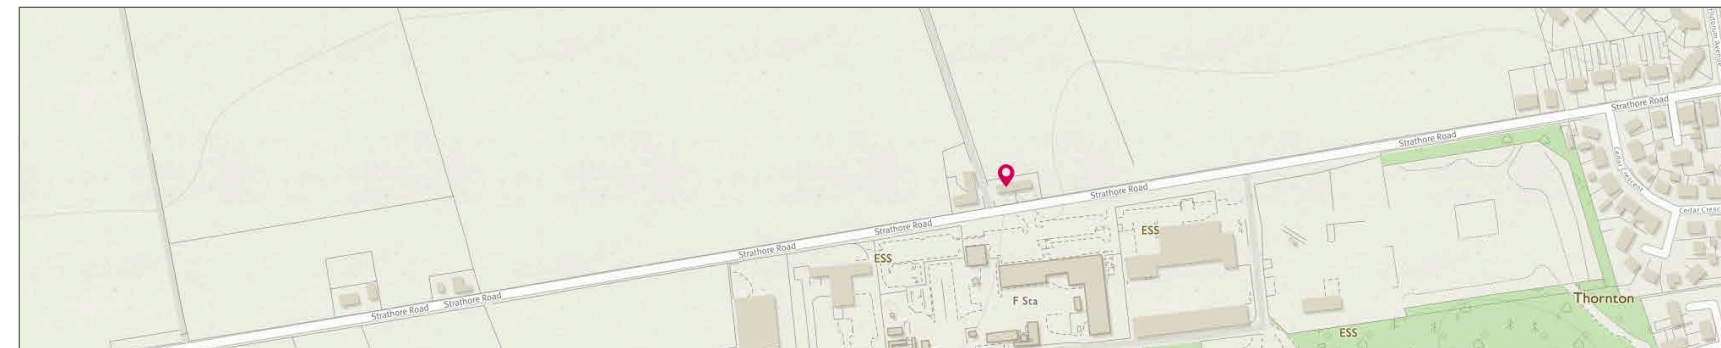 Strathore Road
Strathore Road
Cedar Crescent
Strathore Road
Cedar Cresc
Strathore Road
ESS
Strathore Road
ESS
Strathore Road
Thornton
F Sta
Strathore Road
ESS